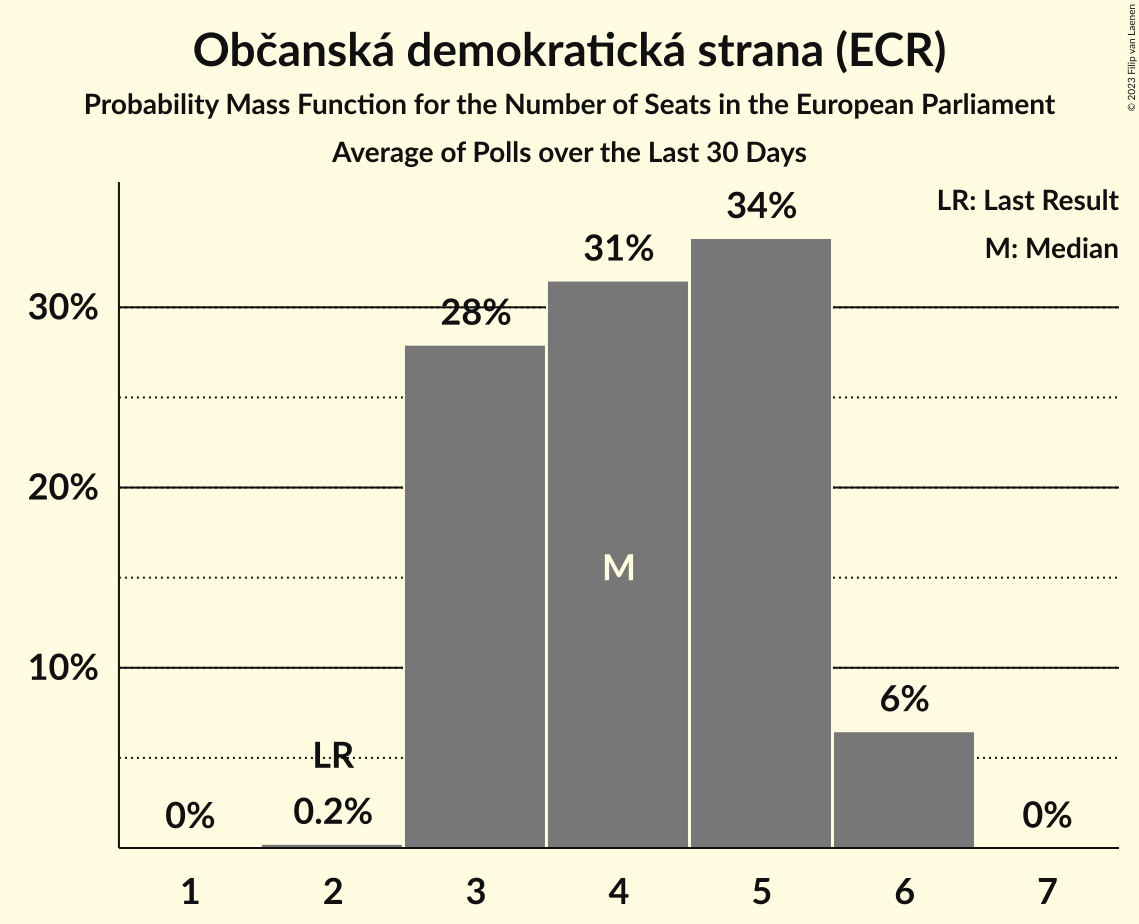 Občanská demokratická strana (ECR)
Probability Mass Function for the Number of Seats in the European Parliament
Average of Polls over the Last 30 Days
© 2023 Filip van Laenen
LR: Last Result
M: Median
34%
31%
28%
30%
20%
M
10%
6%
LR
0% 0.2% 0%
1 2 3 4 5 6 7